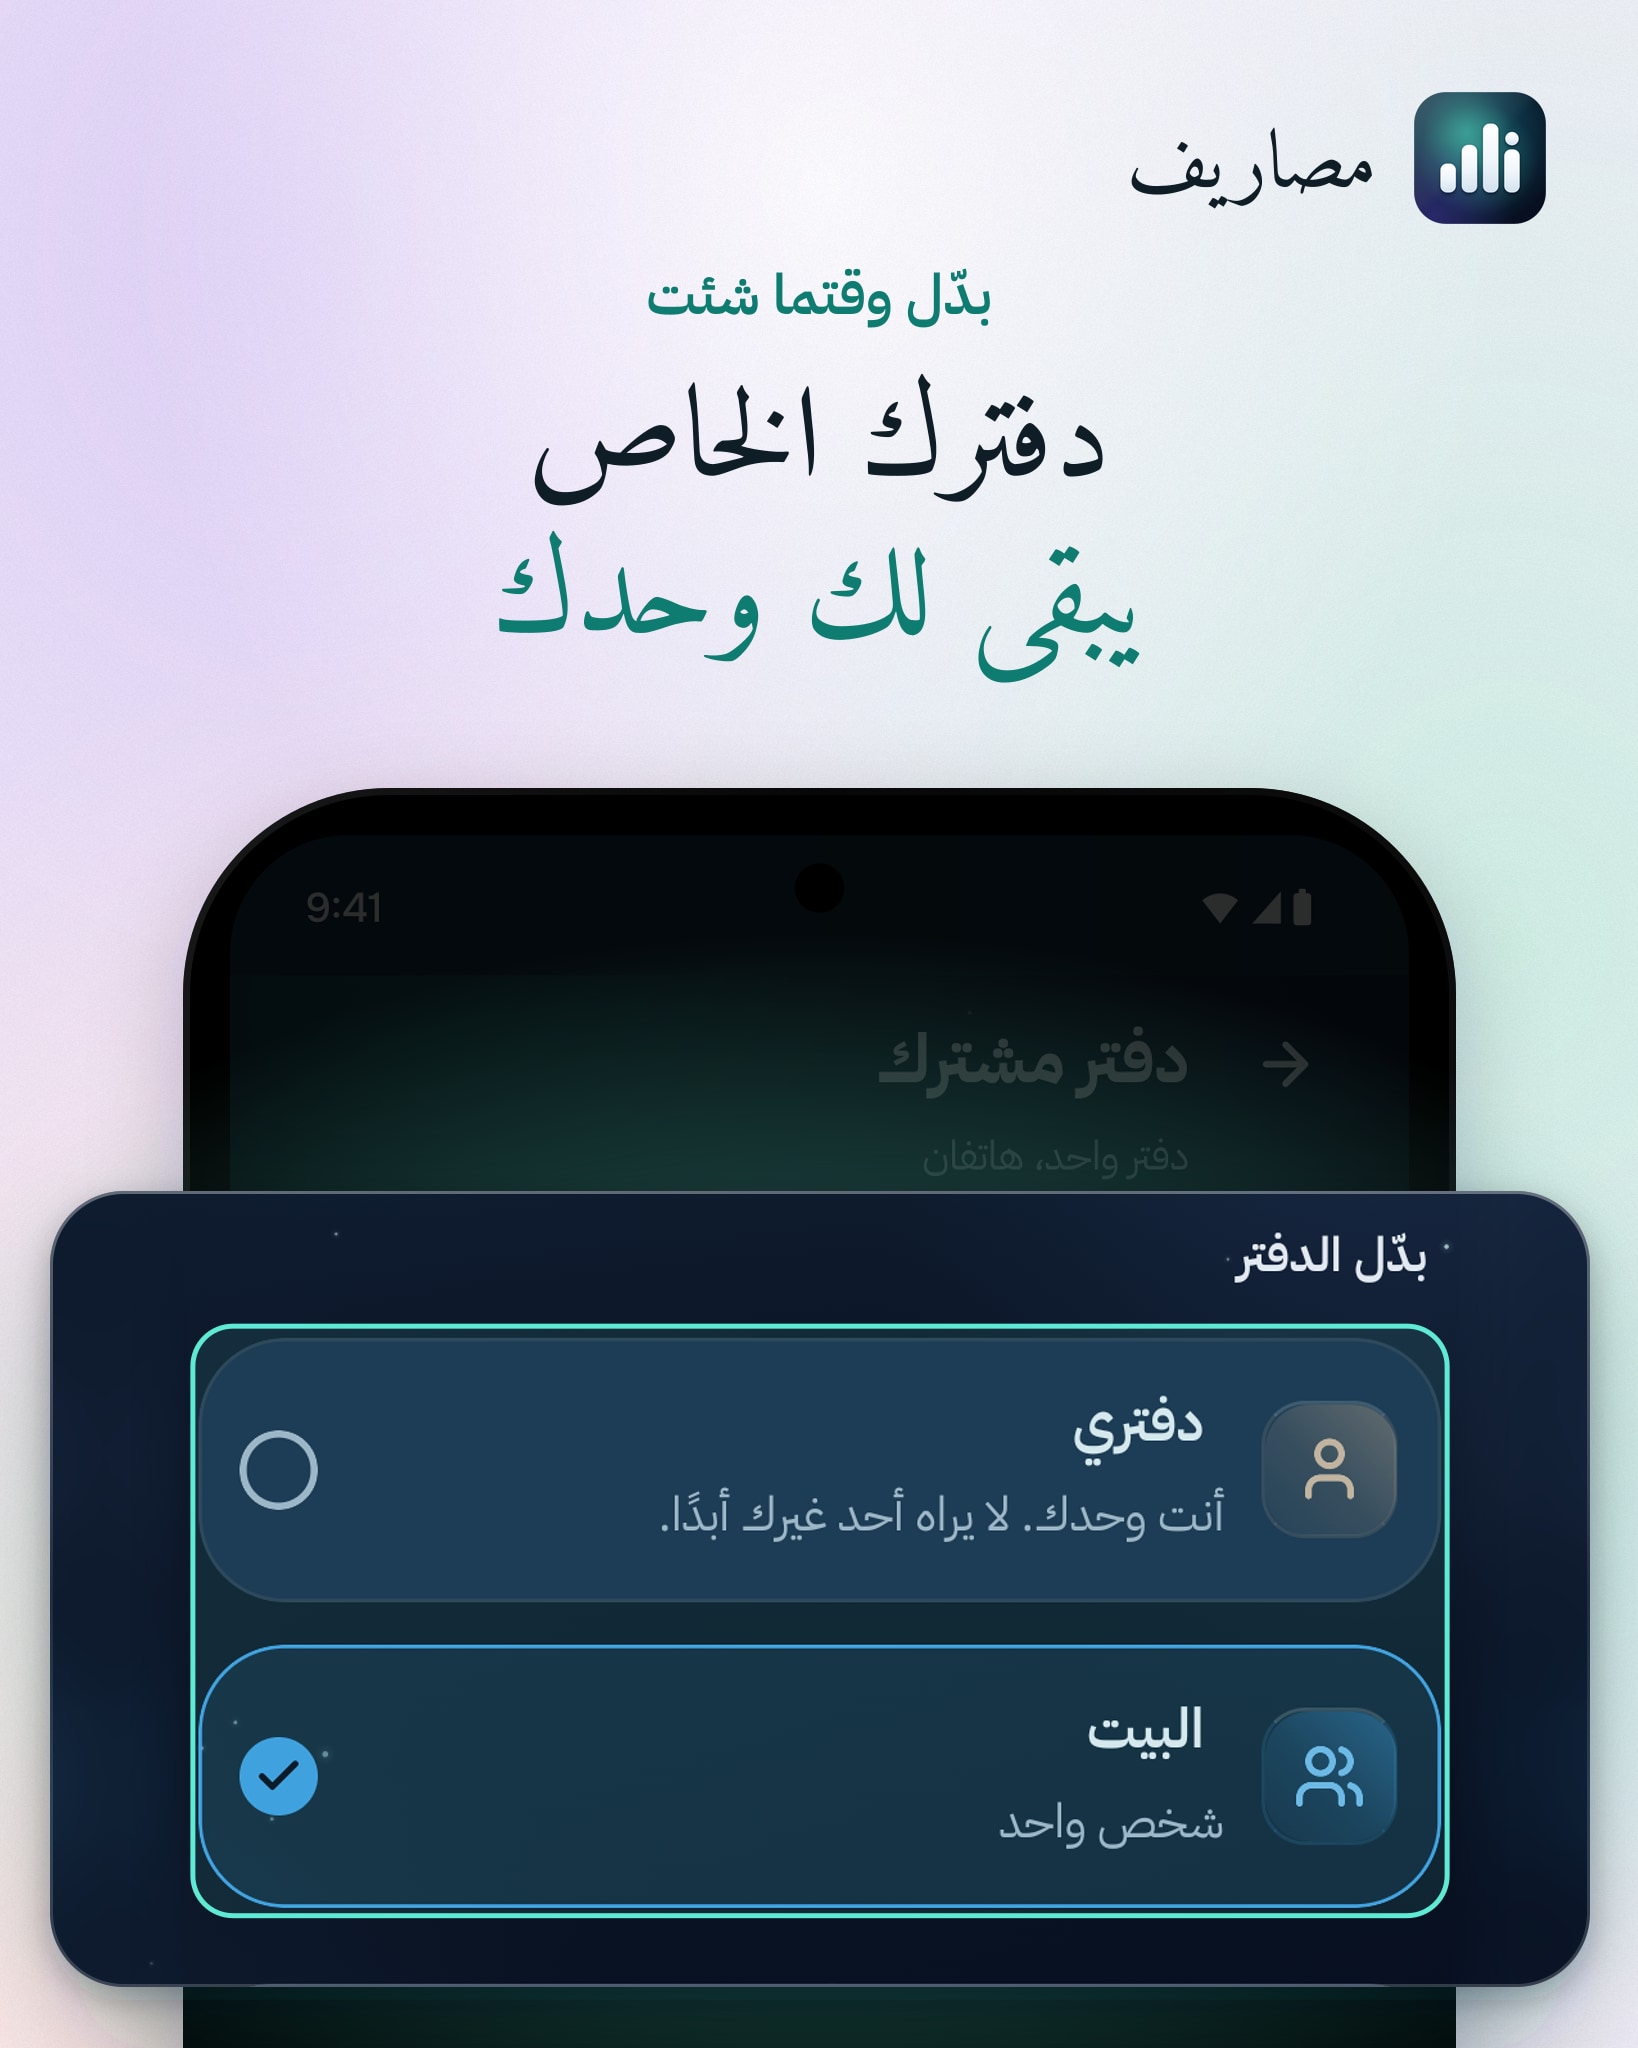 مصاريف
بدّل وقتما شئت
دفترك الخاص
يبقى لك وحدك
9:41
دفتر مشترك
دفتر واحد، هاتفان
بدّل الدفتر
دفتري
أنت وحدك. لا يراه أحد غيرك أبدًا.
البيت
شخص واحد